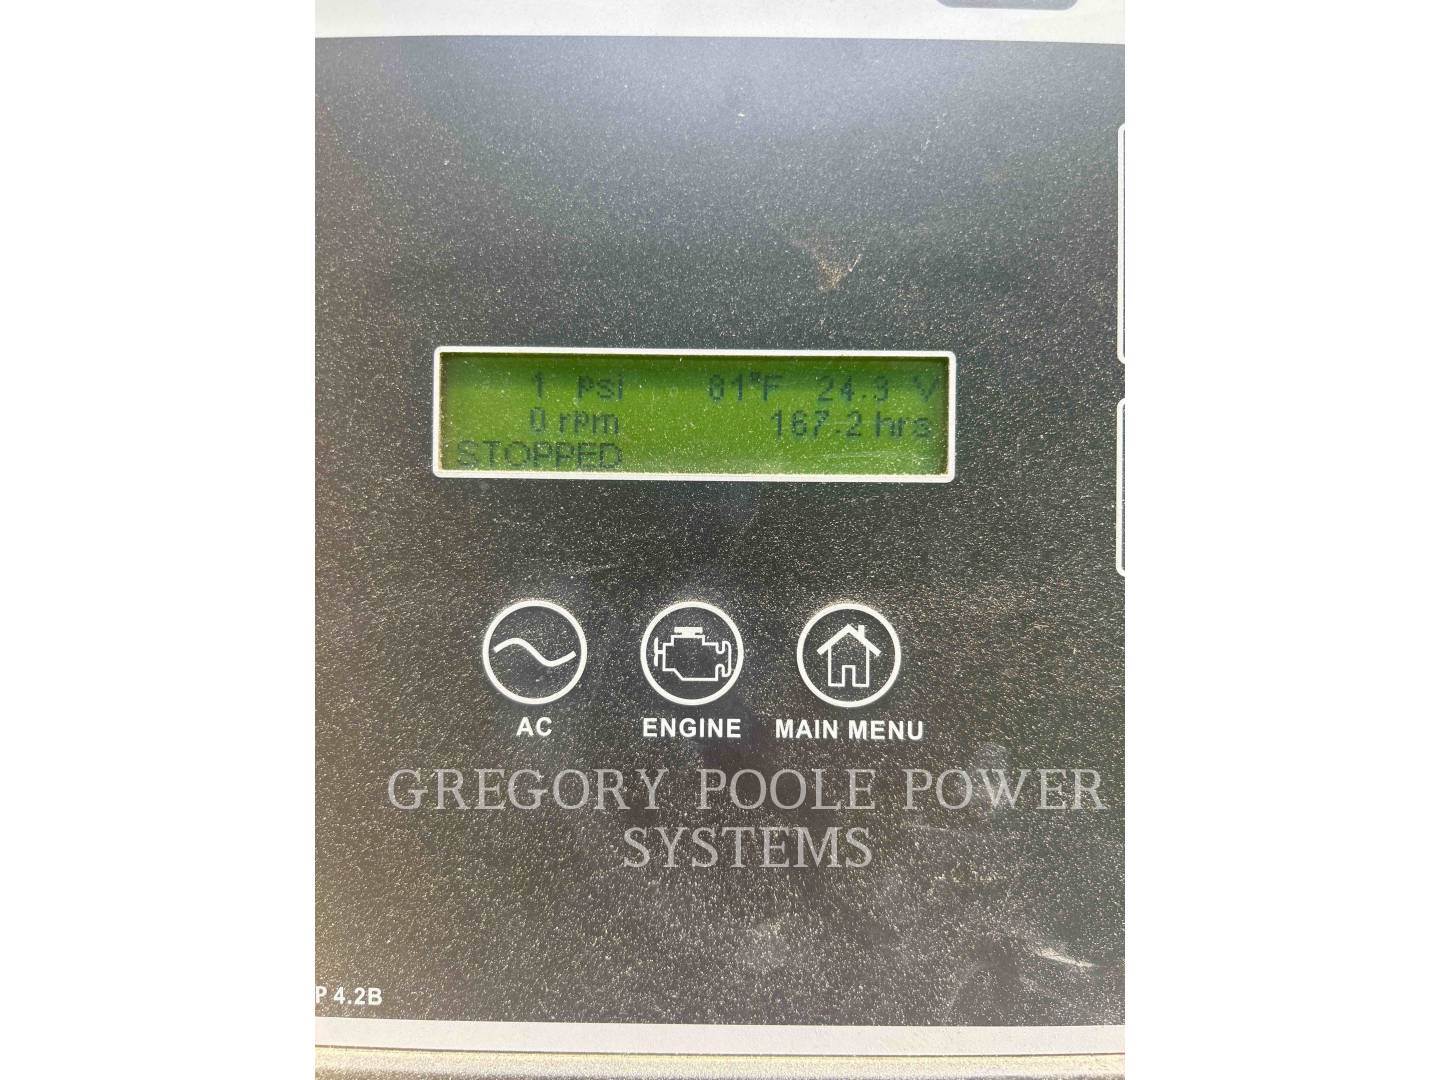 1 psi 81°F 24.3 V
0 rpm 167.2 hrs
STOPPED
AC ENGINE MAIN MENU
GREGORY POOLE POWER
SYSTEMS
P 4.2B